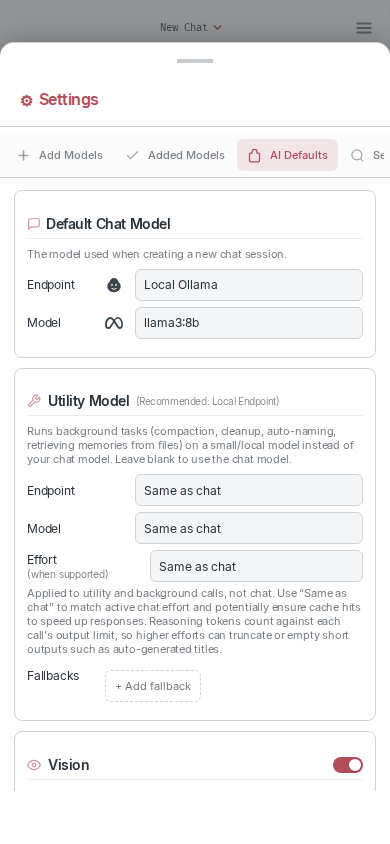 New Chat
Settings
Add Models
Added Models
AI Defaults
Se
Default Chat Model
The model used when creating a new chat session.
Endpoint
Local Ollama
Model
llama3:8b
Utility Model (Recommended: Local Endpoint)
Runs background tasks (compaction, cleanup, auto-naming,
retrieving memories from files) on a small/local model instead of
your chat model. Leave blank to use the chat model.
Endpoint
Same as chat
Model
Same as chat
Effort
(when supported)
Same as chat
Applied to utility and background calls, not chat. Use “Same as
chat” to match active chat effort and potentially ensure cache hits
to speed up responses. Reasoning tokens count against each
call's output limit, so higher efforts can truncate or empty short
outputs such as auto-generated titles.
Fallbacks
+ Add fallback
Vision